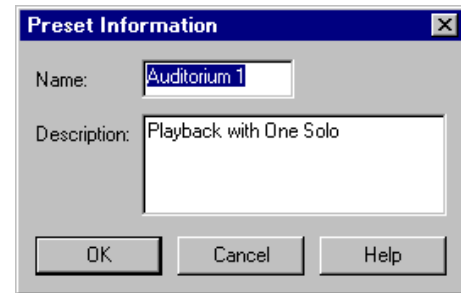 Preset Information
Name: Auditorium 1
Description: Playback with One Solo
OK Cancel Help